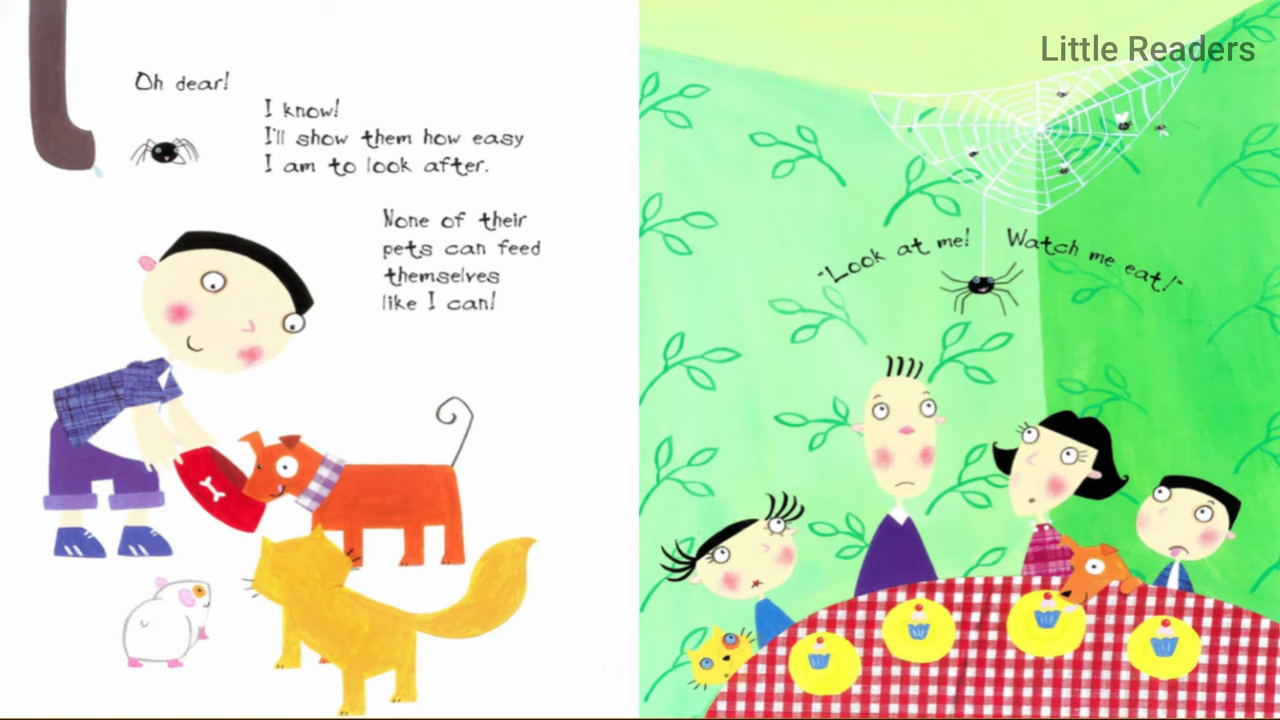 Oh dear!
I know!
I'll show them how easy
I am to look after.
None of their
pets can feed
themselves
like I can!
Little Readers
"Look at me! Watch me eat!"